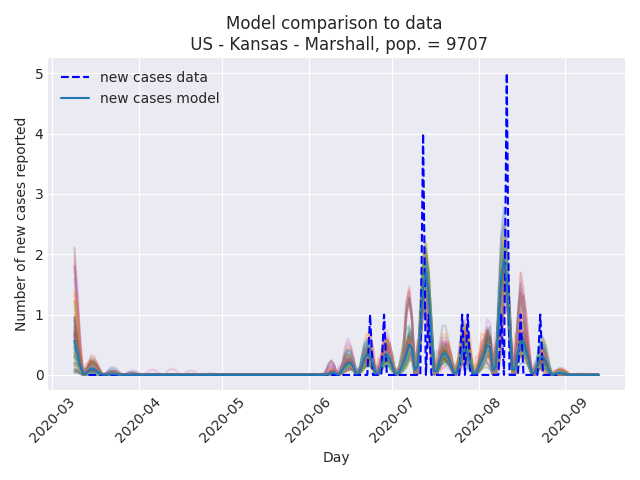 Model comparison to data
US - Kansas - Marshall, pop. = 9707
new cases data
new cases model
Number of new cases reported
5
4
3
2
1
0
2020-03
2020-04
2020-05
2020-06
2020-07
2020-08
2020-09
Day